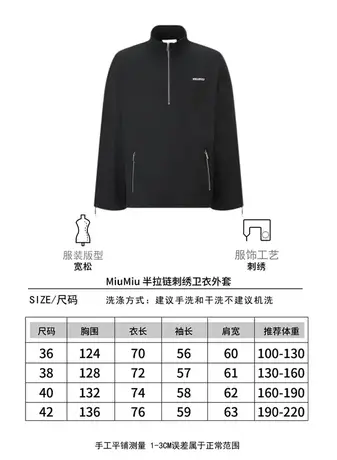 MIUMIU
服装版型 服饰工艺
宽松 刺绣
MiuMiu 半拉链刺绣卫衣外套
SIZE/尺码 洗涤方式：建议手洗和干洗不建议机洗
尺码 胸围 衣长 袖长 肩宽 推荐体重
36 124 70 56 60 100-130
38 128 72 57 61 130-160
40 132 74 58 62 160-190
42 136 76 59 63 190-220
手工平铺测量 1-3CM误差属于正常范围